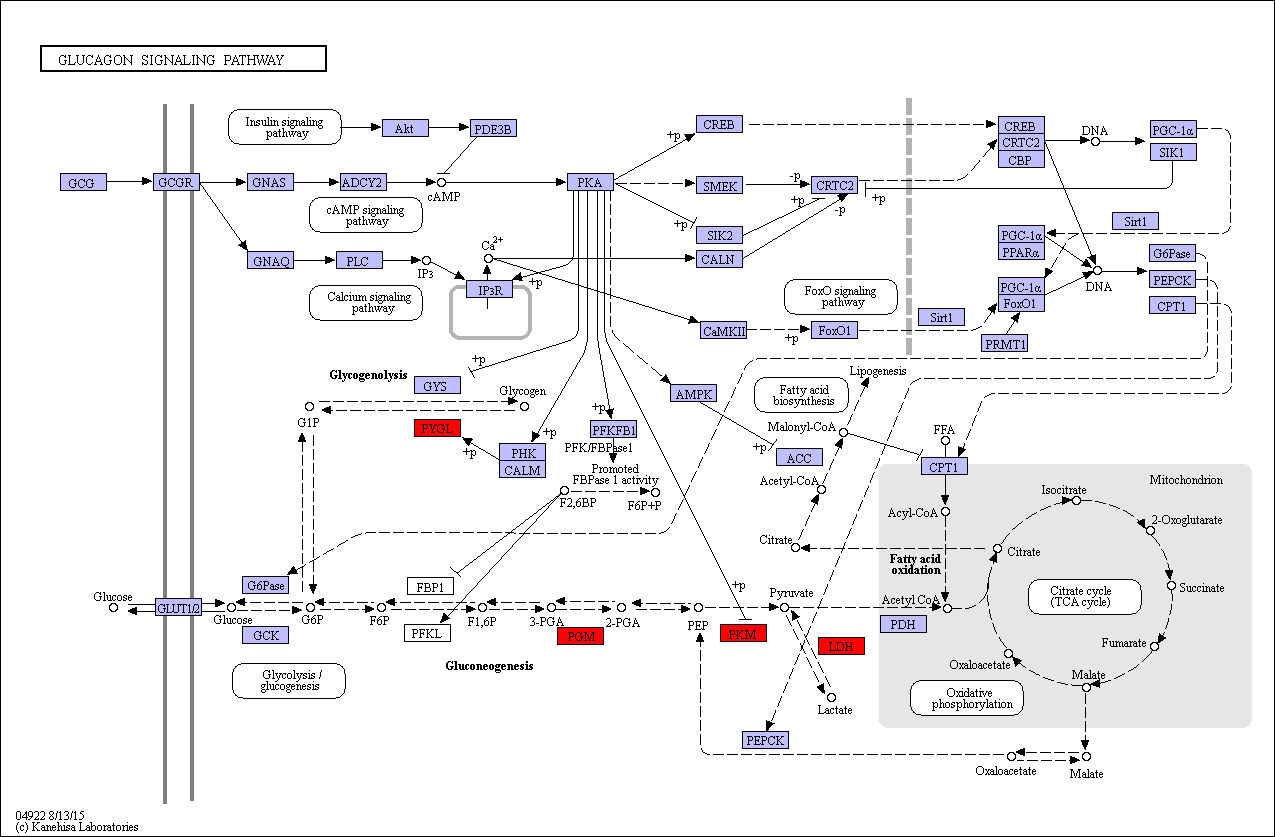 GLUCAGON SIGNALING PATHWAY
Insulin signaling
pathway
Akt
PDE3B
CREB
CREB
CRTC2
CBP
DNA
PGC-1α
SIK1
+p
GCG
GCGR
GNAS
ADCY2
cAMP
PKA
SMEK
-p
CRTC2
+p
+p
-p
cAMP signaling
pathway
+p
SIK2
CALN
Sirt1
PGC-1α
PPARα
G6Pase
PEPCK
CPT1
GNAQ
PLC
IP3
Ca2+
IP3R
+p
DNA
Calcium signaling
pathway
FoxO signaling
pathway
PGC-1α
FoxO1
Sirt1
PRMT1
CaMKII
+p
FoxO1
+p
Glycogenolysis
GYS
Glycogen
AMPK
Fatty acid
biosynthesis
Lipogenesis
G1P
PYGL
+p
PHK
CALM
+p
+p
PFKFB1
PFK/FBPase1
Promoted
FBPase 1 activity
F2,6BP
F6P+P
+p
ACC
Malonyl-CoA
FFA
CPT1
Acetyl-CoA
Acyl-CoA
Citrate
Fatty acid
oxidation
Mitochondrion
Isocitrate
2-Oxoglutarate
Citrate
Succinate
Citrate cycle
(TCA cycle)
Fumarate
Malate
Oxaloacetate
Oxidative
phosphorylation
G6Pase
FBP1
+p
Glucose
GLUT1/2
Glucose
GCK
G6P
F6P
PFKL
F1,6P
3-PGA
PGM
2-PGA
PEP
PKM
Pyruvate
LDH
Acetyl CoA
PDH
Gluconeogenesis
Glycolysis /
glucogenesis
Lactate
PEPCK
Oxaloacetate
Malate
04922 8/13/15
(c) Kanehisa Laboratories